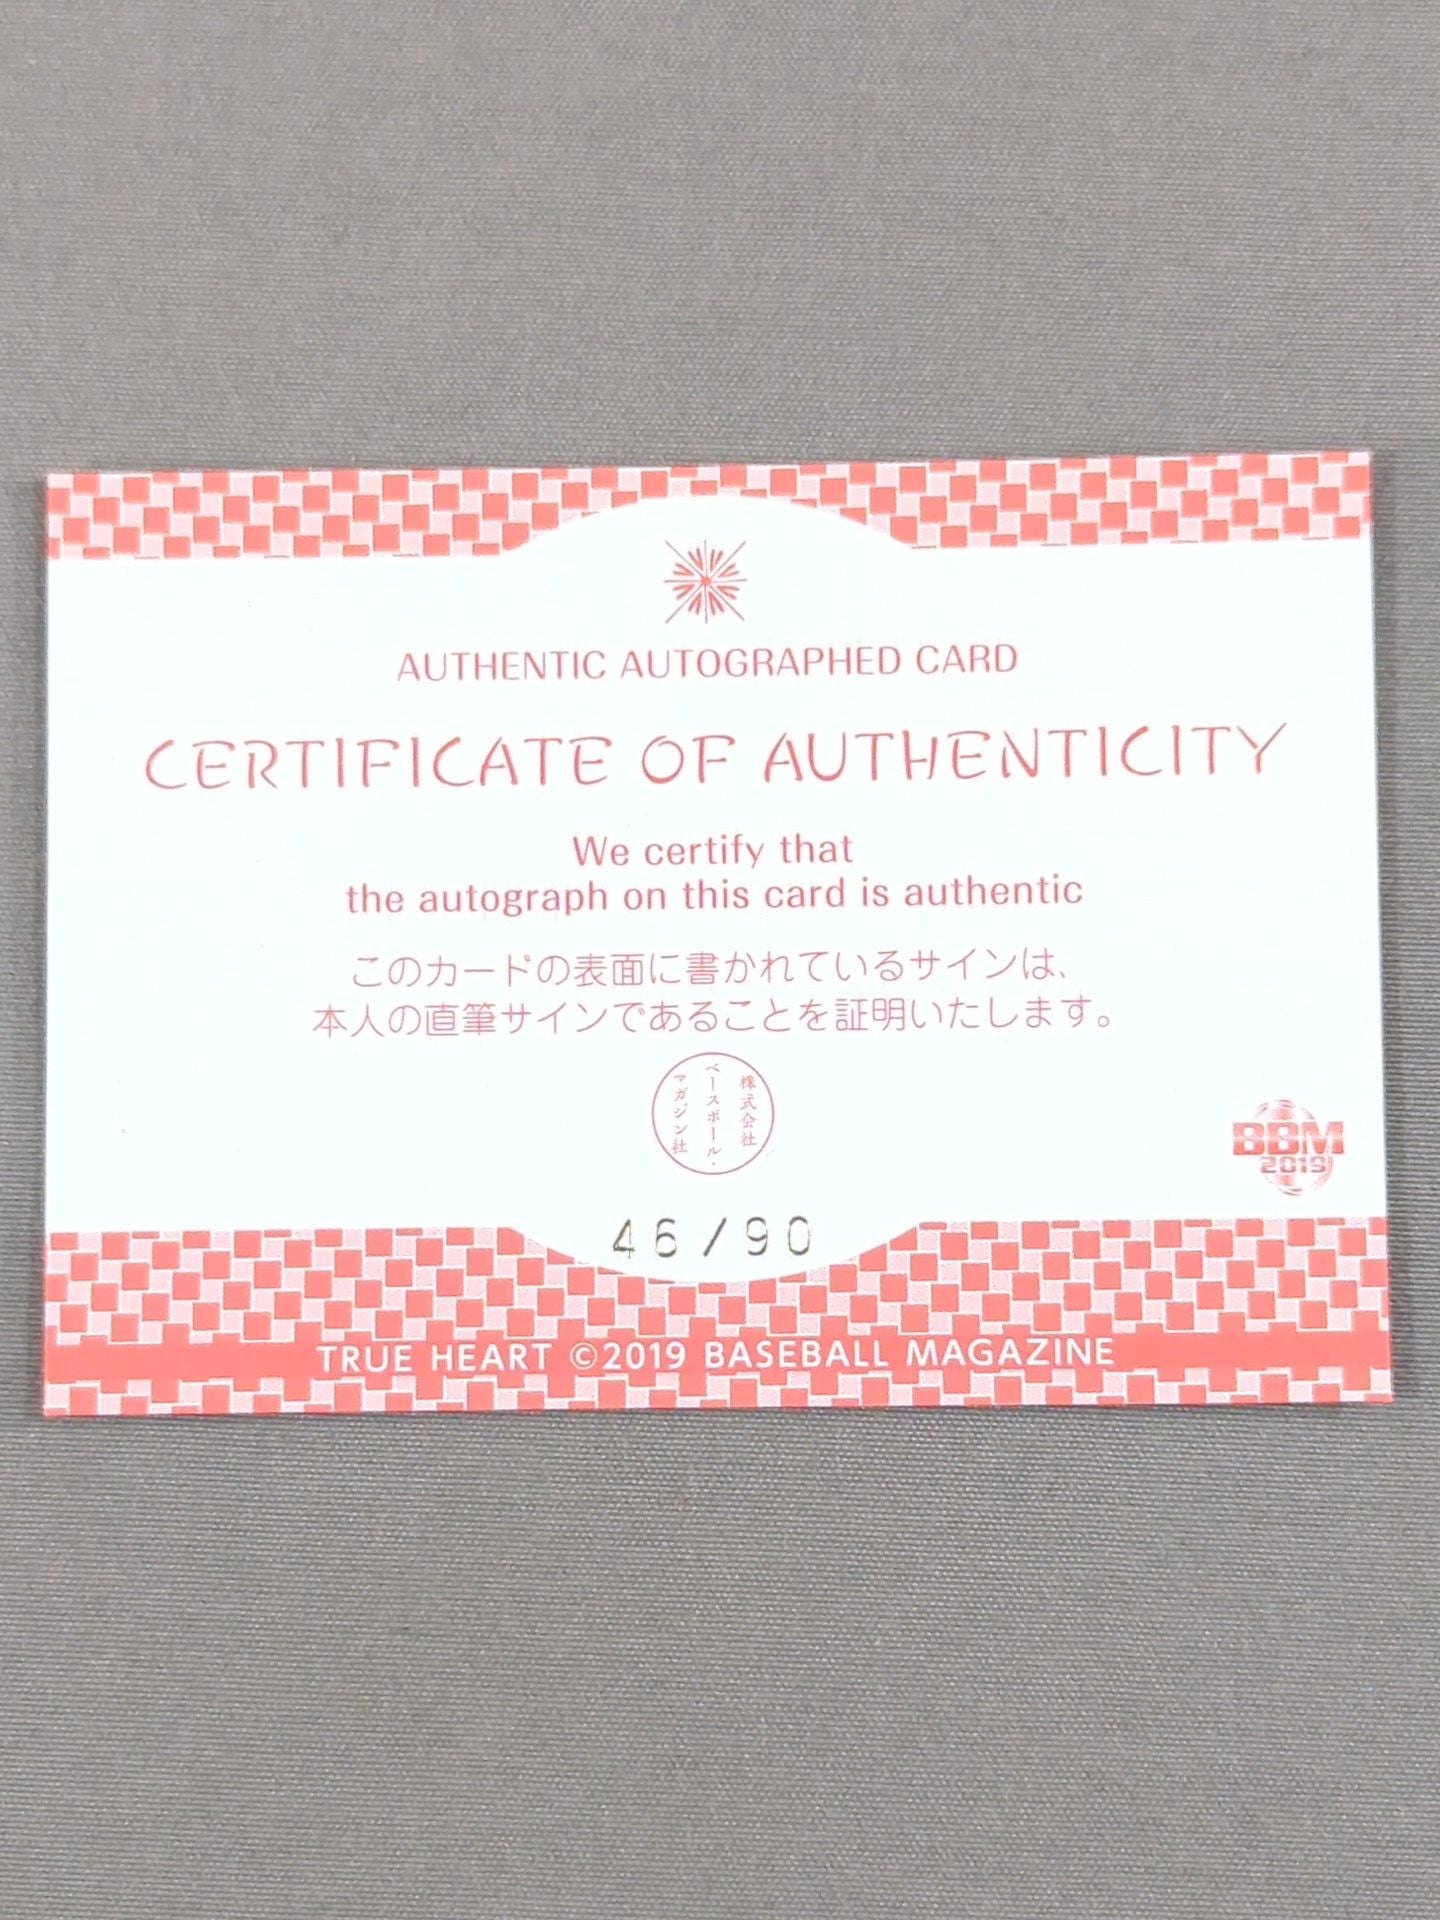 AUTHENTIC AUTOGRAPHED CARD
CERTIFICATE OF AUTHENTICITY
We certify that
the autograph on this card is authentic
このカードの表面に書かれているサインは、
本人の直筆サインであることを証明いたします。
株式会社
ベースボール・
マガジン社
BBM
2019
46/90
TRUE HEART ©2019 BASEBALL MAGAZINE